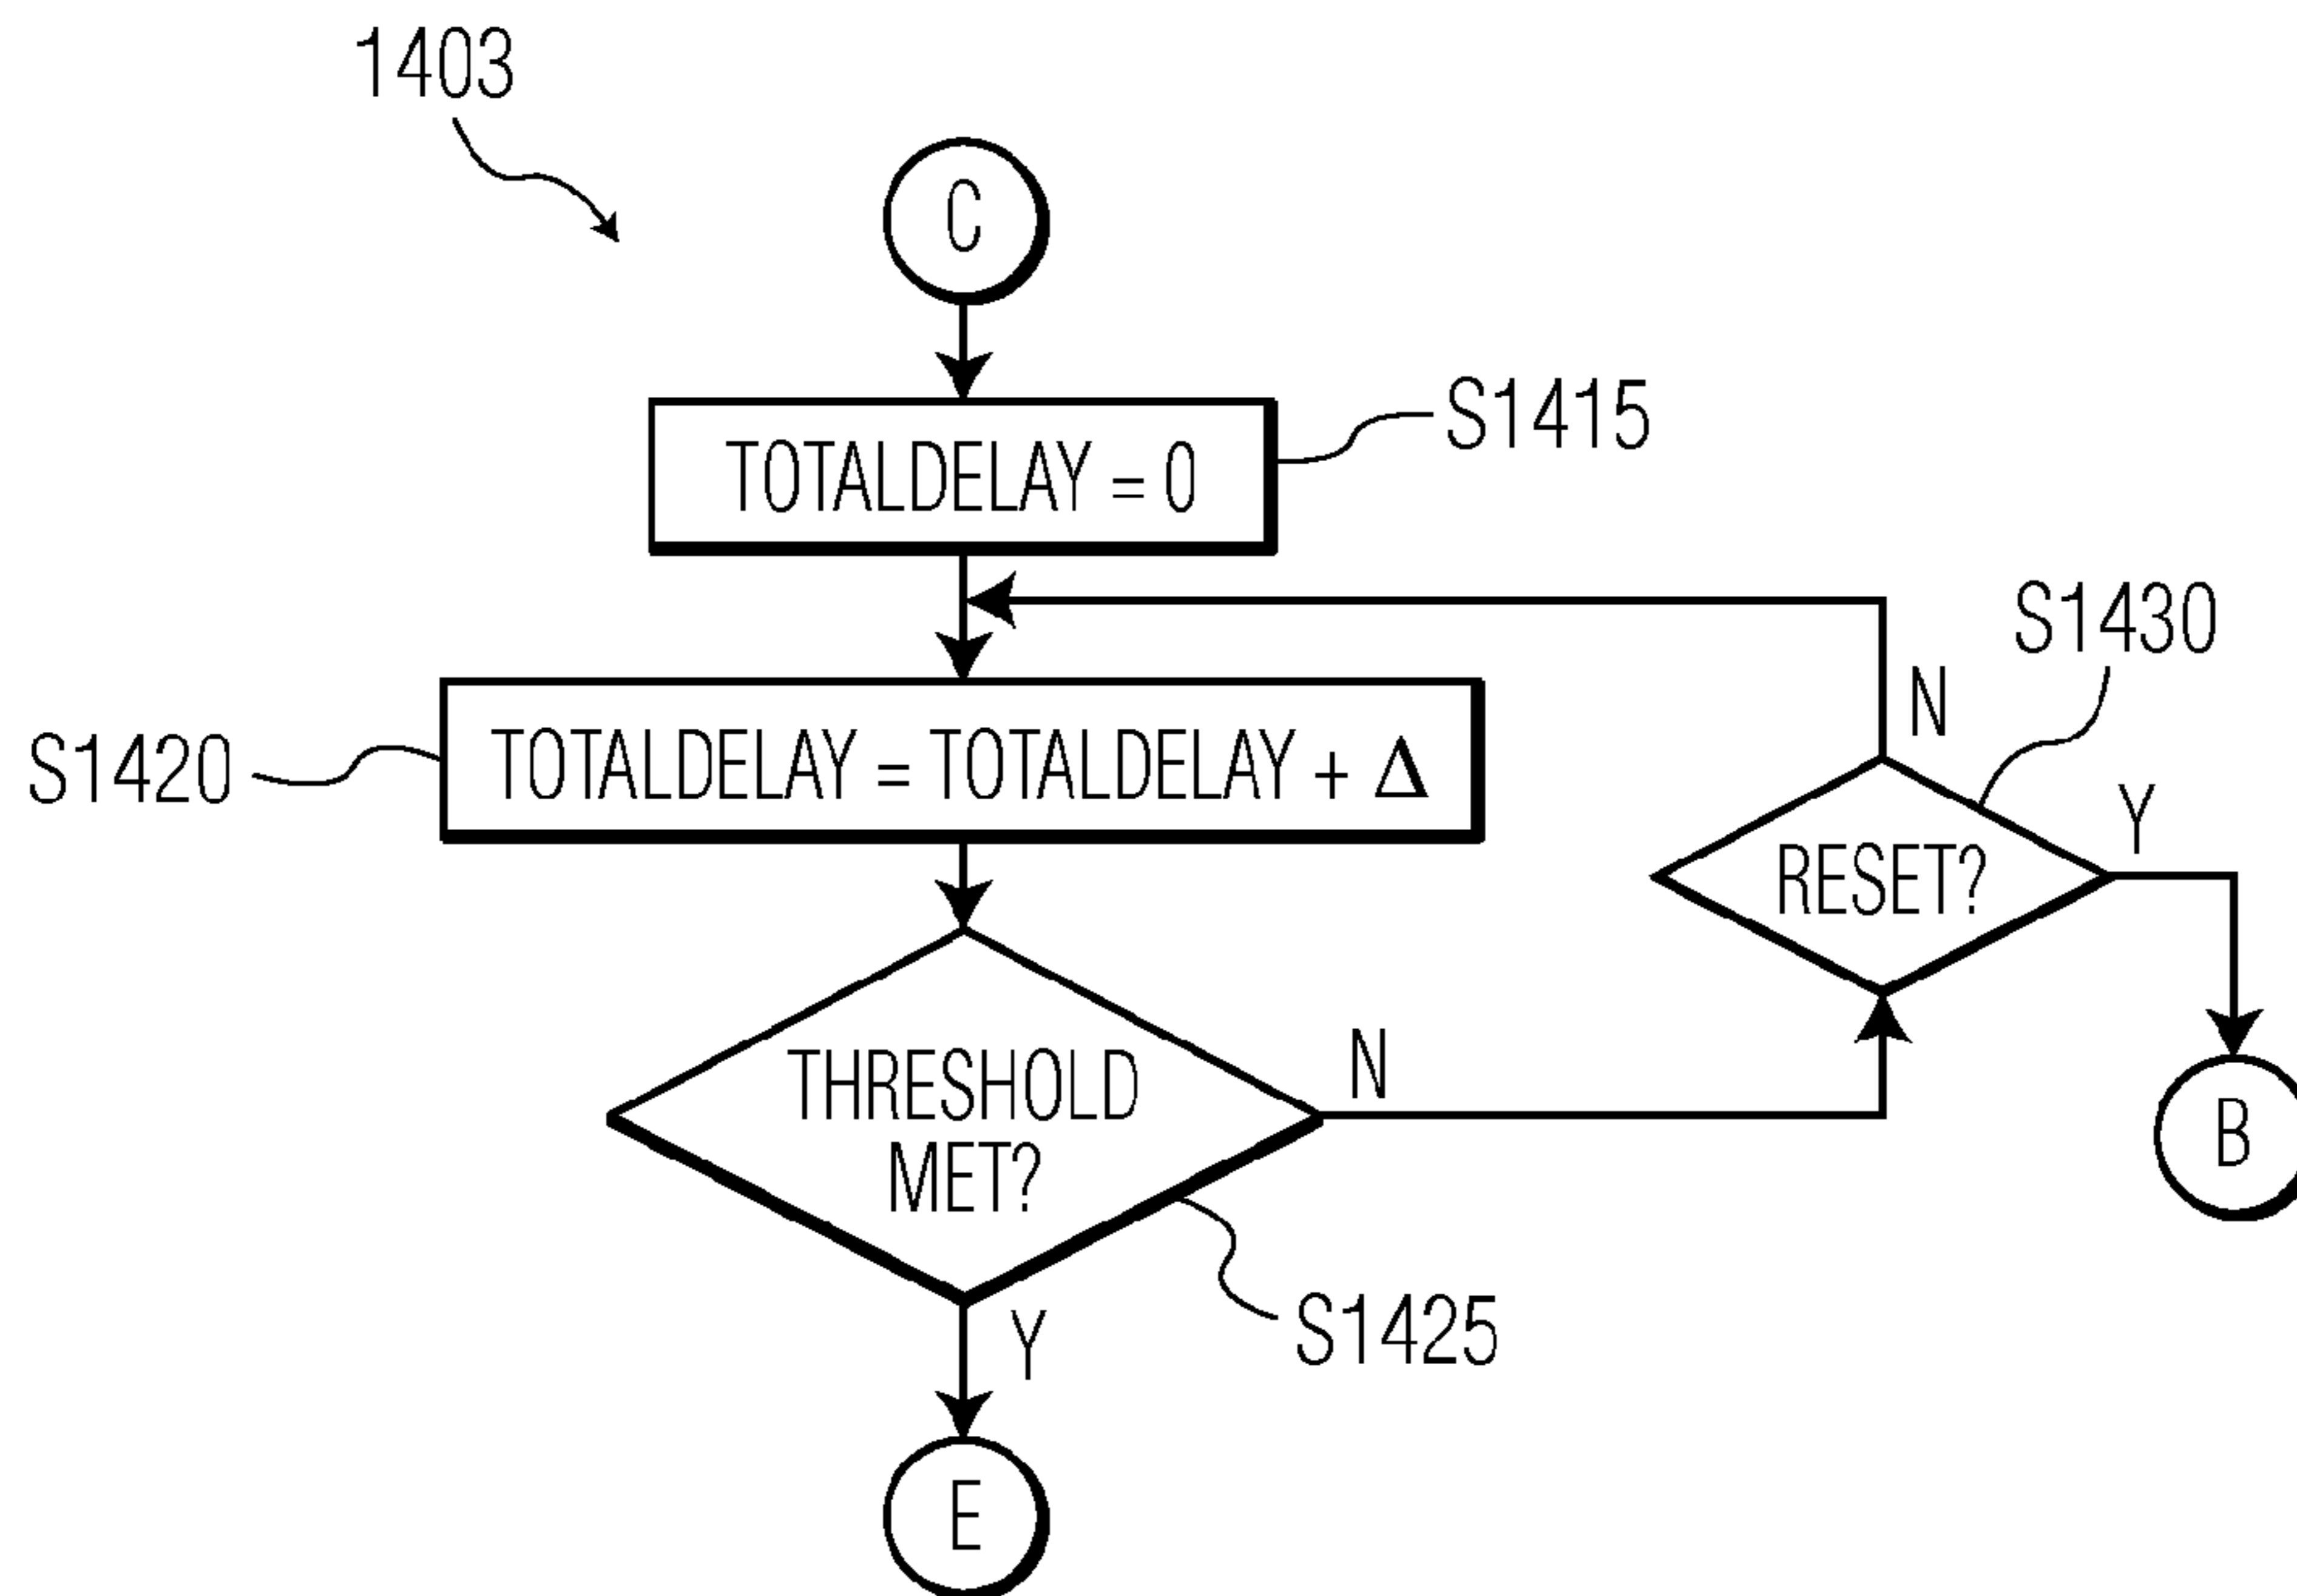 1403
C
TOTALDELAY = 0
S1415
S1430
N
S1420
TOTALDELAY = TOTALDELAY + Δ
Y
RESET?
THRESHOLD
MET?
N
B
S1425
Y
E